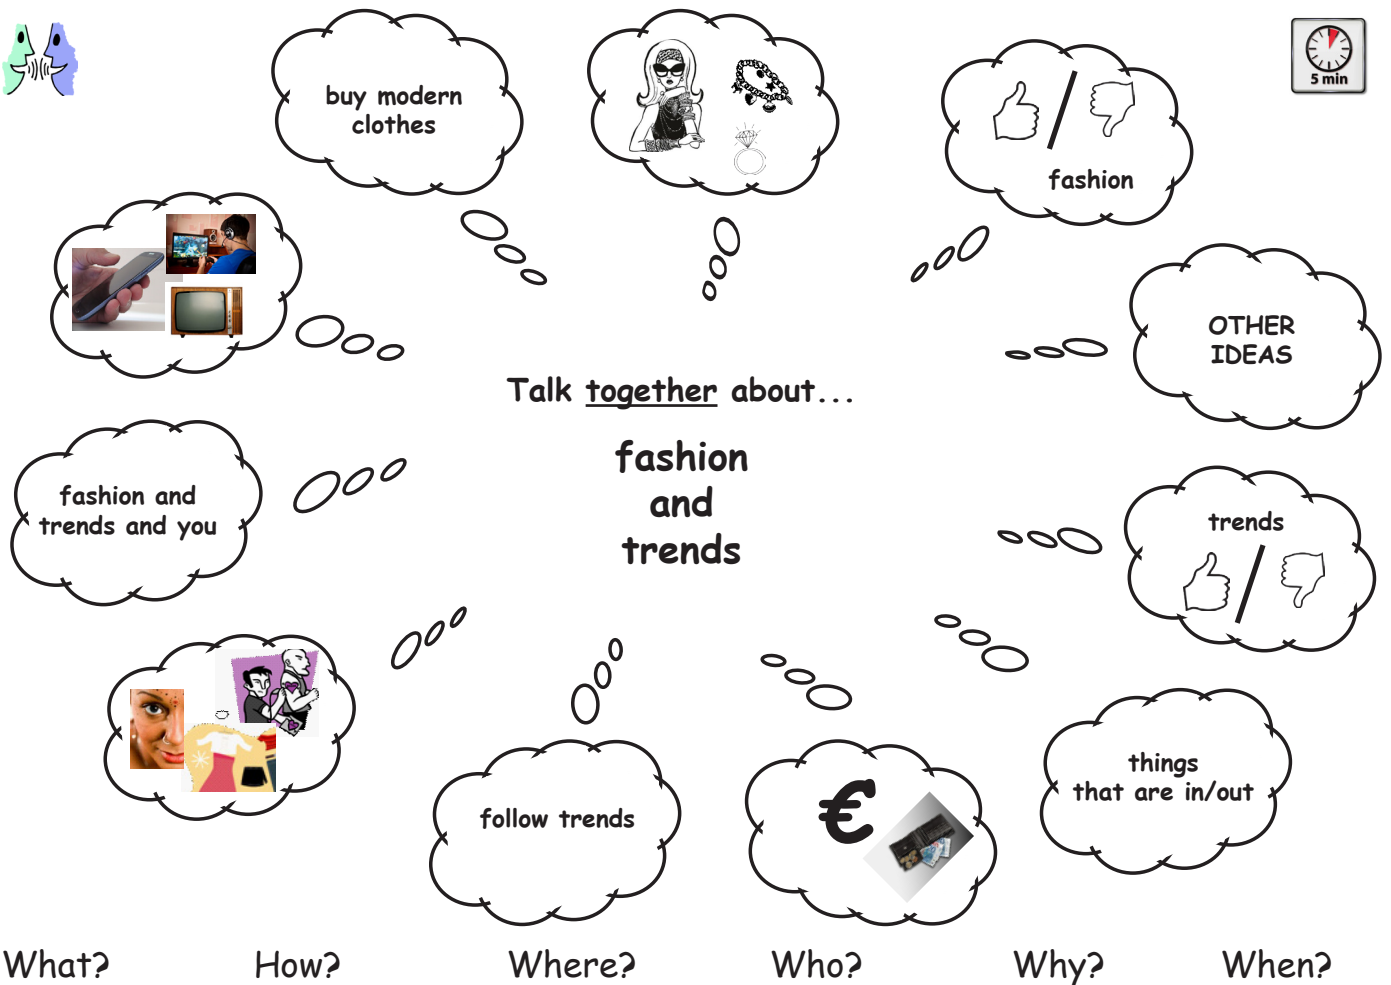 5 min
buy modern
clothes
fashion
OTHER
IDEAS
Talk together about...
fashion
and
trends
fashion and
trends and you
trends
things
that are in/out
follow trends
€
What? How? Where? Who? Why? When?